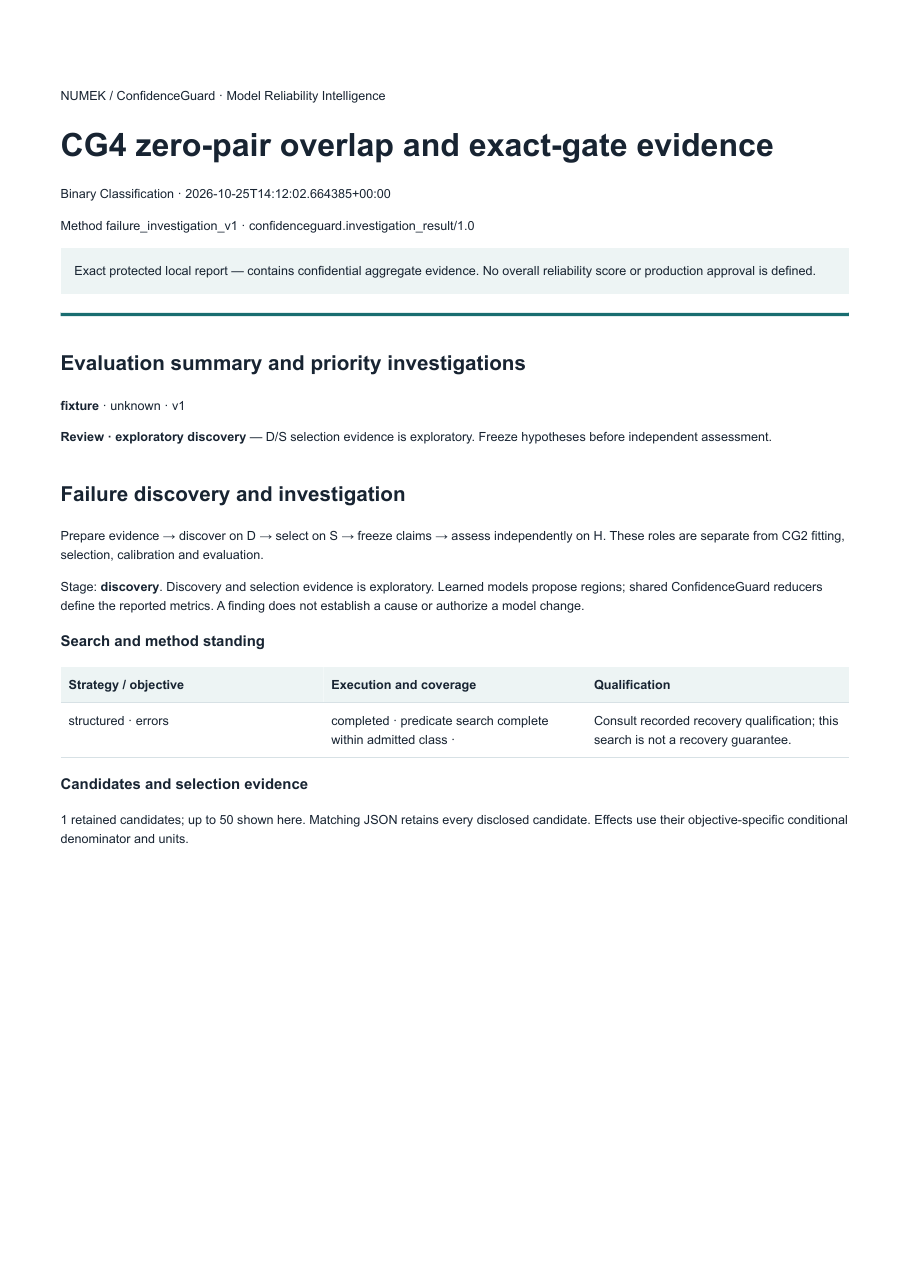 NUMEK / ConfidenceGuard · Model Reliability Intelligence
CG4 zero-pair overlap and exact-gate evidence
Binary Classification · 2026-10-25T14:12:02.664385+00:00
Method failure_investigation_v1 · confidenceguard.investigation_result/1.0
Exact protected local report — contains confidential aggregate evidence. No overall reliability score or production approval is defined.
Evaluation summary and priority investigations
fixture · unknown · v1
Review · exploratory discovery — D/S selection evidence is exploratory. Freeze hypotheses before independent assessment.
Failure discovery and investigation
Prepare evidence → discover on D → select on S → freeze claims → assess independently on H. These roles are separate from CG2 fitting,
selection, calibration and evaluation.
Stage: discovery. Discovery and selection evidence is exploratory. Learned models propose regions; shared ConfidenceGuard reducers
define the reported metrics. A finding does not establish a cause or authorize a model change.
Search and method standing
Strategy / objective Execution and coverage Qualification
structured · errors completed · predicate search complete Consult recorded recovery qualification; this
within admitted class · search is not a recovery guarantee.
Candidates and selection evidence
1 retained candidates; up to 50 shown here. Matching JSON retains every disclosed candidate. Effects use their objective-specific conditional
denominator and units.